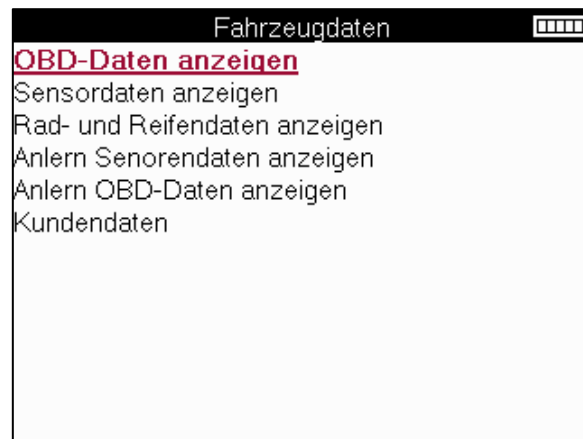 Fahrzeugdaten
OBD-Daten anzeigen
Sensordaten anzeigen
Rad- und Reifendaten anzeigen
Anlern Senorendaten anzeigen
Anlern OBD-Daten anzeigen
Kundendaten